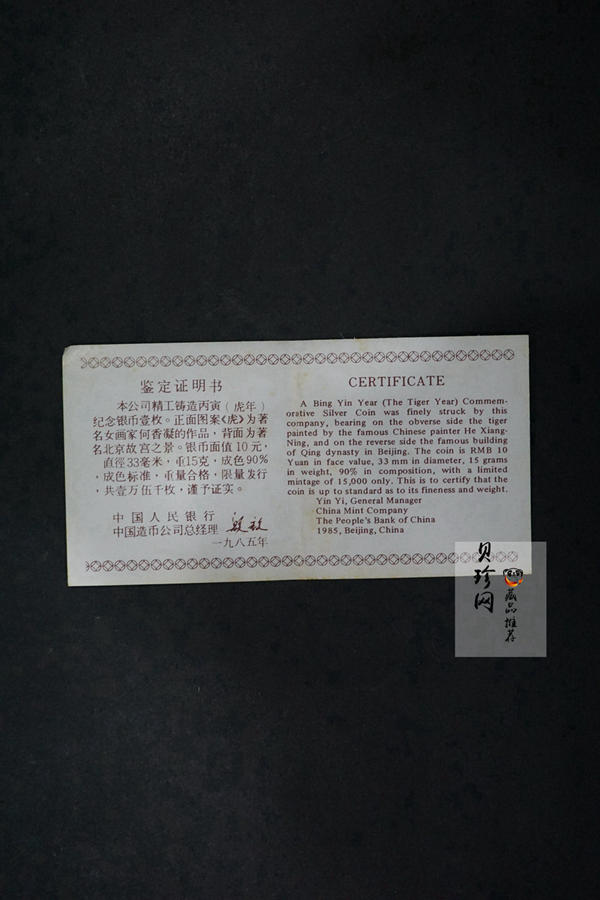 鉴定证明书
本公司精工铸造丙寅（虎年）
纪念银币壹枚。正面图案《虎》为著
名女画家何香凝的作品，背面为著
名北京故宫之景。银币面值10元，
直徑33毫米，重15克，成色90%
，成色标准，重量合格，限量发行
，共壹万伍千枚，谨予证实。
中国人民银行
中国造币公司总经理
一九八五年
CERTIFICATE
A Bing Yin Year (The Tiger Year) Commem-
orative Silver Coin was finely struck by this
company, bearing on the obverse side the tiger
painted by the famous Chinese painter He Xiang-
Ning, and on the reverse side the famous building
of Qing dynasty in Beijing. The coin is RMB 10
Yuan in face value, 33 mm in diameter, 15 grams
in weight, 90% in composition, with a limited
mintage of 15,000 only. This is to certify that the
coin is up to standard as to its fineness and weight.
Yin Yi, General Manager
China Mint Company
The People's Bank of China
1985, Beijing, China
贝珍网
藏品推荐